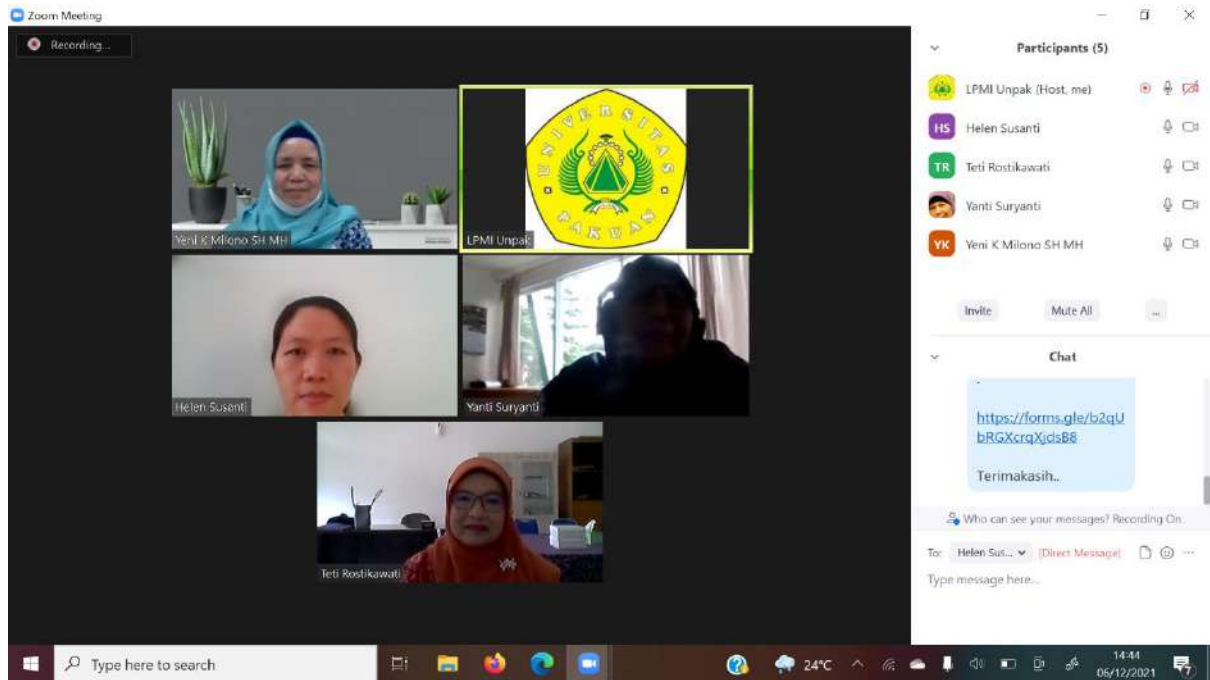 Zoom Meeting
Recording...
Participants (5)
LPMI Unpak (Host, me)
HS Helen Susanti
TR Teti Rostikawati
Yanti Suryanti
YK Yeni K Milono SH MH
Invite Mute All ...
Chat
https://forms.gle/b2qU
bRGXcrqXjdsB8
Terimakasih..
Who can see your messages? Recording On
To: Helen Sus... (Direct Message)
Type message here...
UNIVERSITAS
PAKUAN
Yeni K Milono SH MH
LPMI Unpak
Helen Susanti
Yanti Suryanti
Teti Rostikawati
Type here to search
24°C
14:44
06/12/2021
7